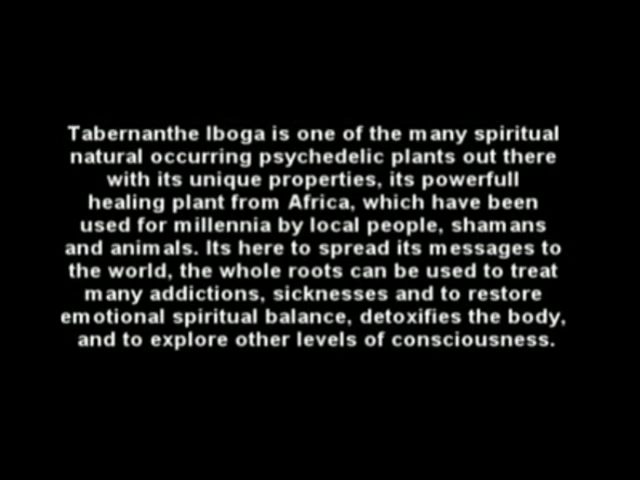 Tabernanthe Iboga is one of the many spiritual
natural occurring psychedelic plants out there
with its unique properties, its powerfull
healing plant from Africa, which have been
used for millennia by local people, shamans
and animals. Its here to spread its messages to
the world, the whole roots can be used to treat
many addictions, sicknesses and to restore
emotional spiritual balance, detoxifies the body,
and to explore other levels of consciousness.